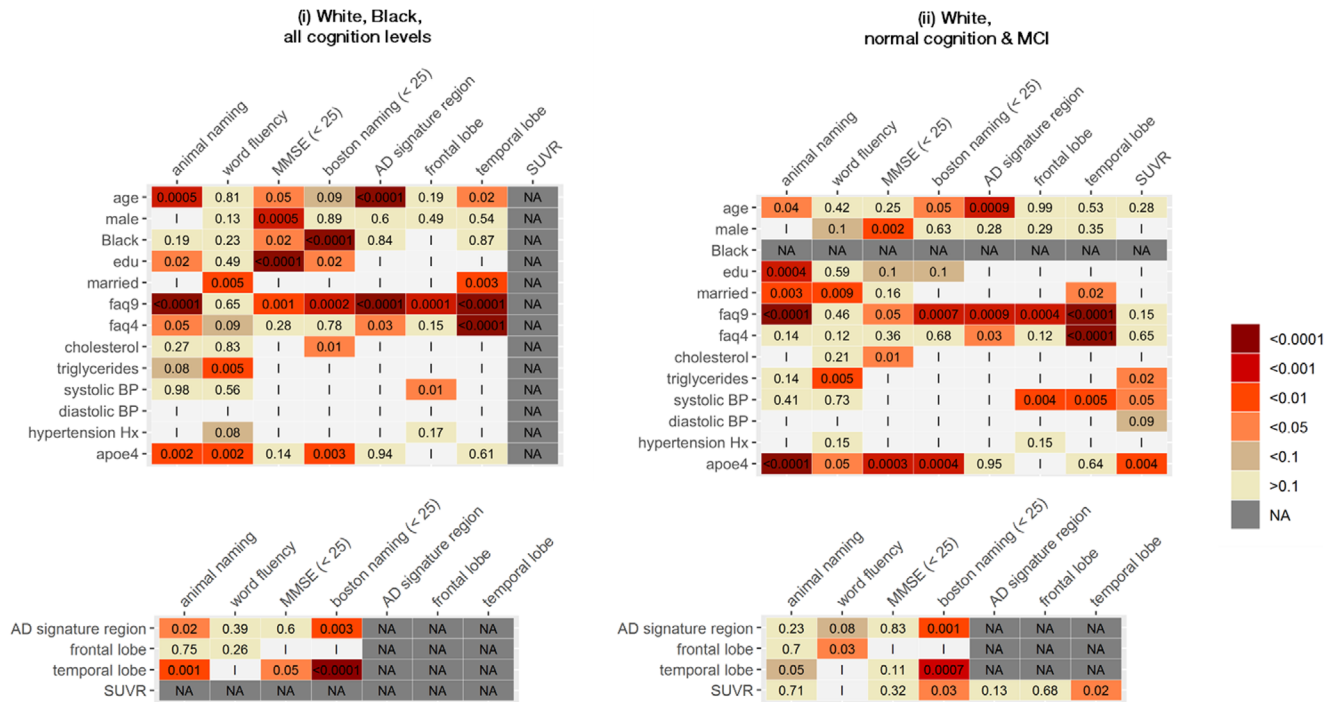 (i) White, Black,
all cognition levels
animal naming
word fluency
MMSE (< 25)
boston naming (< 25)
AD signature region
frontal lobe
temporal lobe
SUVR
age 0.0005 0.81 0.05 0.09 <0.0001 0.19 0.02 NA
male I 0.13 0.0005 0.89 0.6 0.49 0.54 NA
Black 0.19 0.23 0.02 <0.0001 0.84 I 0.87 NA
edu 0.02 0.49 <0.0001 0.02 I I I NA
married I 0.005 I I I I 0.003 NA
faq9 <0.0001 0.65 0.001 0.0002 <0.0001 0.0001 <0.0001 NA
faq4 0.05 0.09 0.28 0.78 0.03 0.15 <0.0001 NA
cholesterol 0.27 0.83 I 0.01 I I I NA
triglycerides 0.08 0.005 I I I I I NA
systolic BP 0.98 0.56 I I I 0.01 I NA
diastolic BP I I I I I I I NA
hypertension Hx I 0.08 I I I 0.17 I NA
apoe4 0.002 0.002 0.14 0.003 0.94 I 0.61 NA
animal naming
word fluency
MMSE (< 25)
boston naming (< 25)
AD signature region
frontal lobe
temporal lobe
AD signature region 0.02 0.39 0.6 0.003 NA NA NA
frontal lobe 0.75 0.26 I I NA NA NA
temporal lobe 0.001 I 0.05 <0.0001 NA NA NA
SUVR NA NA NA NA NA NA NA
(ii) White,
normal cognition & MCI
animal naming
word fluency
MMSE (< 25)
boston naming (< 25)
AD signature region
frontal lobe
temporal lobe
SUVR
age 0.04 0.42 0.25 0.05 0.0009 0.99 0.53 0.28
male I 0.1 0.002 0.63 0.28 0.29 0.35 I
Black NA NA NA NA NA NA NA NA
edu 0.0004 0.59 0.1 0.1 I I I I
married 0.003 0.009 0.16 I I I 0.02 I
faq9 <0.0001 0.46 0.05 0.0007 0.0009 0.0004 <0.0001 0.15
faq4 0.14 0.12 0.36 0.68 0.03 0.12 <0.0001 0.65
cholesterol I 0.21 0.01 I I I I I
triglycerides 0.14 0.005 I I I I I 0.02
systolic BP 0.41 0.73 I I I 0.004 0.005 0.05
diastolic BP I I I I I I I 0.09
hypertension Hx I 0.15 I I I 0.15 I I
apoe4 <0.0001 0.05 0.0003 0.0004 0.95 I 0.64 0.004
animal naming
word fluency
MMSE (< 25)
boston naming (< 25)
AD signature region
frontal lobe
temporal lobe
AD signature region 0.23 0.08 0.83 0.001 NA NA NA
frontal lobe 0.7 0.03 I I NA NA NA
temporal lobe 0.05 I 0.11 0.0007 NA NA NA
SUVR 0.71 I 0.32 0.03 0.13 0.68 0.02
<0.0001
<0.001
<0.01
<0.05
<0.1
>0.1
NA